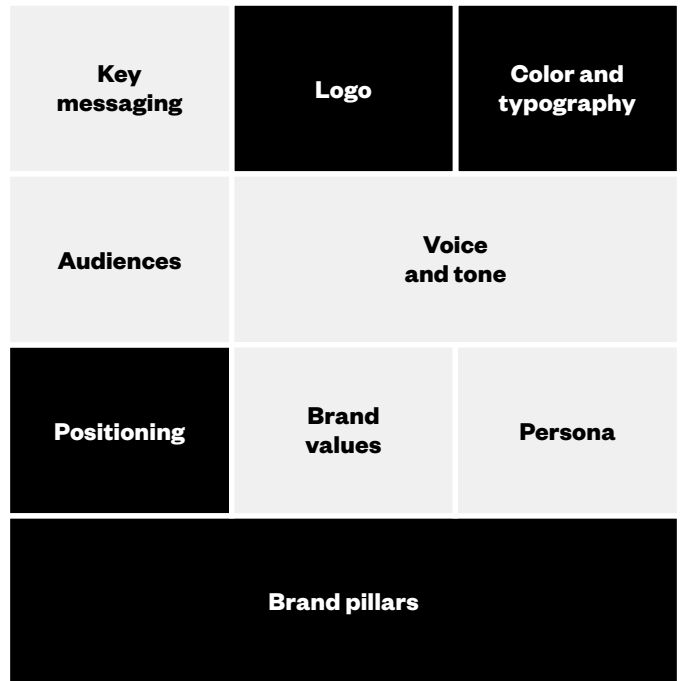 Key
messaging
Logo
Color and
typography
Audiences
Voice
and tone
Positioning
Brand
values
Persona
Brand pillars